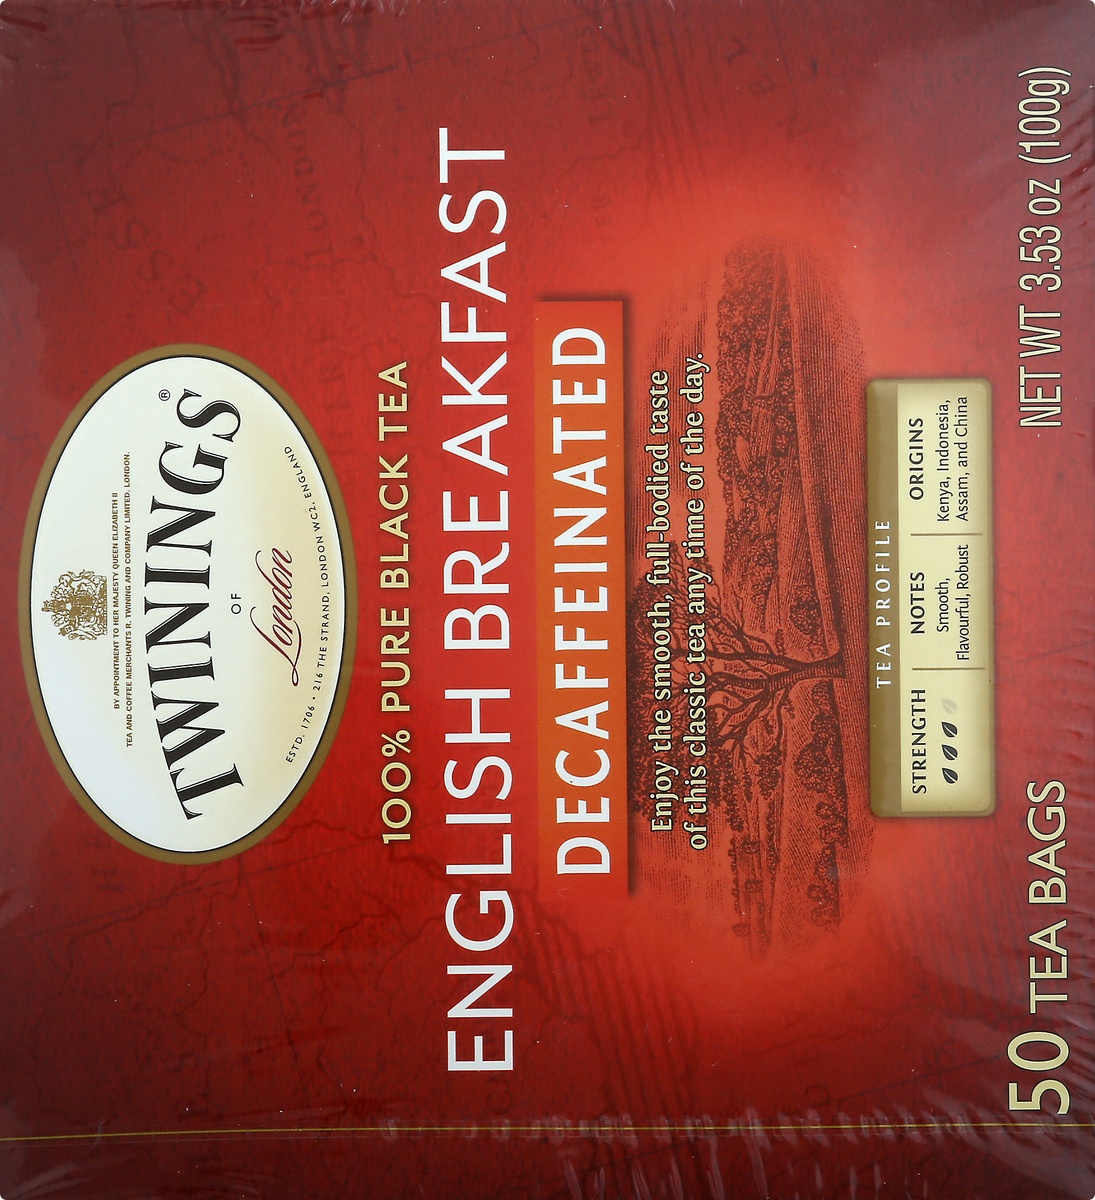 BY APPOINTMENT TO HER MAJESTY QUEEN ELIZABETH II
TEA AND COFFEE MERCHANTS R. TWINING AND COMPANY LIMITED. LONDON.
TWININGS®
OF
London
ESTD. 1706 • 216 THE STRAND, LONDON WC2, ENGLAND
100% PURE BLACK TEA
ENGLISH BREAKFAST
DECAFFEINATED
Enjoy the smooth, full-bodied taste
of this classic tea any time of the day.
TEA PROFILE
STRENGTH
NOTES
Smooth,
Flavourful, Robust
ORIGINS
Kenya, Indonesia,
Assam, and China
50 TEA BAGS
NET WT 3.53 oz (100g)